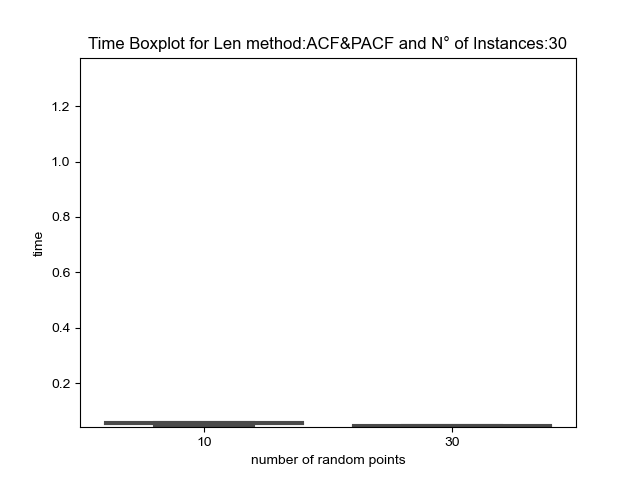 Time Boxplot for Len method:ACF&PACF and N° of Instances:30
1.2
1.0
0.8
0.6
0.4
0.2
time
10 30
number of random points